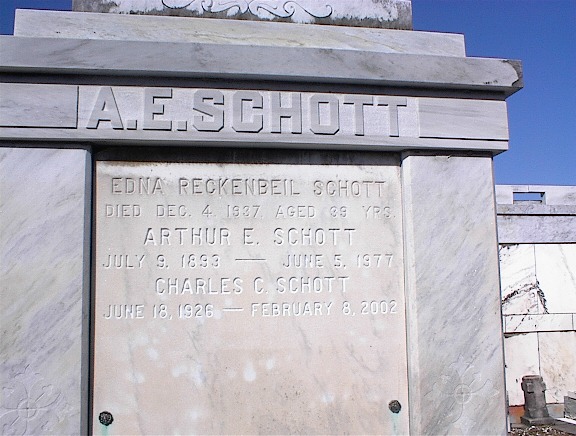 A.E. SCHOTT
EDNA RECKENBEIL SCHOTT
DIED DEC. 4, 1937 AGED 39 YRS.
ARTHUR E. SCHOTT
JULY 9, 1893 — JUNE 5, 1977
CHARLES C. SCHOTT
JUNE 18, 1926 — FEBRUARY 8, 2002